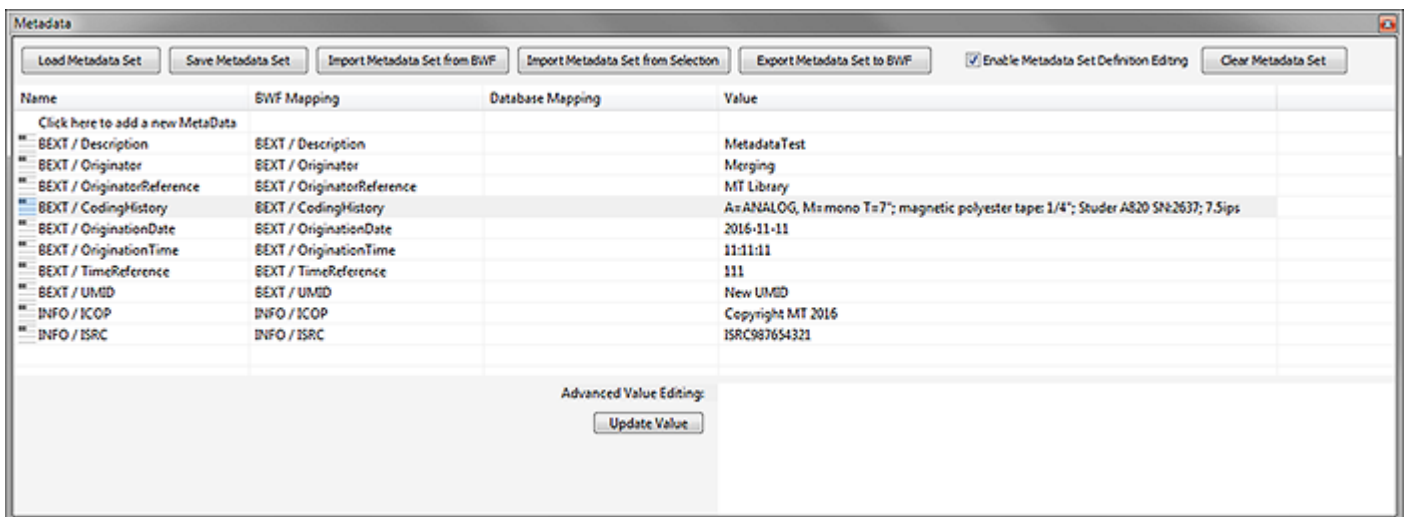 Metadata
Load Metadata Set Save Metadata Set Import Metadata Set from BWF Import Metadata Set from Selection Export Metadata Set to BWF Enable Metadata Set Definition Editing Clear Metadata Set
Name BWF Mapping Database Mapping Value
Click here to add a new MetaData
BEXT / Description BEXT / Description MetadataTest
BEXT / Originator BEXT / Originator Merging
BEXT / OriginatorReference BEXT / OriginatorReference MT Library
BEXT / CodingHistory BEXT / CodingHistory A=ANALOG, M=mono T=7"; magnetic polyester tape: 1/4"; Studer A820 SN:2637; 7.5ips
BEXT / OriginationDate BEXT / OriginationDate 2016-11-11
BEXT / OriginationTime BEXT / OriginationTime 11:11:11
BEXT / TimeReference BEXT / TimeReference 111
BEXT / UMID BEXT / UMID New UMID
INFO / ICOP INFO / ICOP Copyright MT 2016
INFO / ISRC INFO / ISRC ISRC987654321
Advanced Value Editing:
Update Value